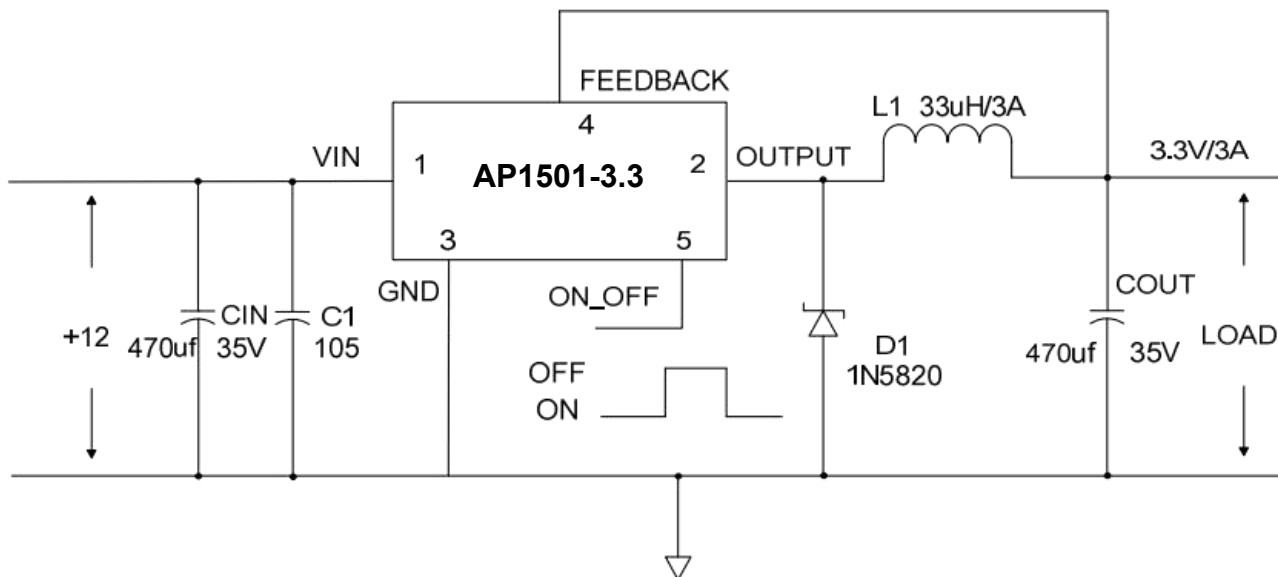 FEEDBACK
4
L1 33uH/3A
VIN
1
AP1501-3.3
2
OUTPUT
3.3V/3A
3
5
GND
ON_OFF
COUT
+12
470uf
CIN
35V
C1
105
D1
1N5820
470uf
35V
LOAD
OFF
ON